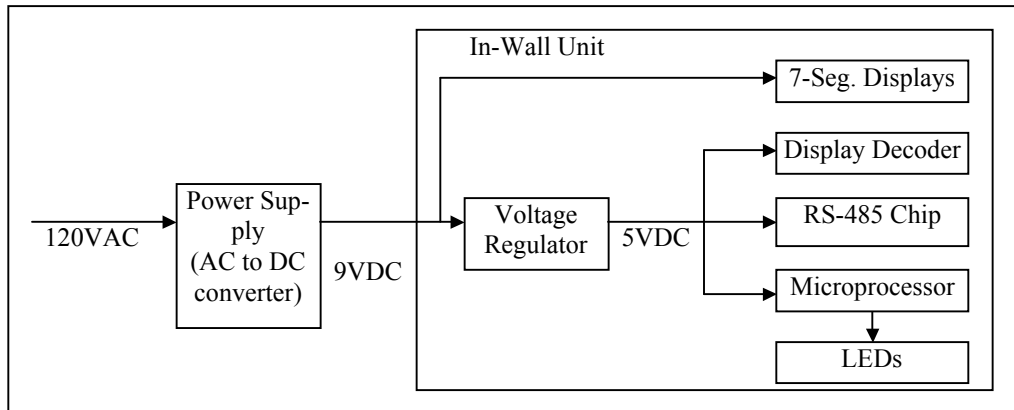 In-Wall Unit
7-Seg. Displays
Display Decoder
Power Sup-
ply
(AC to DC
converter)
Voltage
Regulator
RS-485 Chip
120VAC
5VDC
9VDC
Microprocessor
LEDs